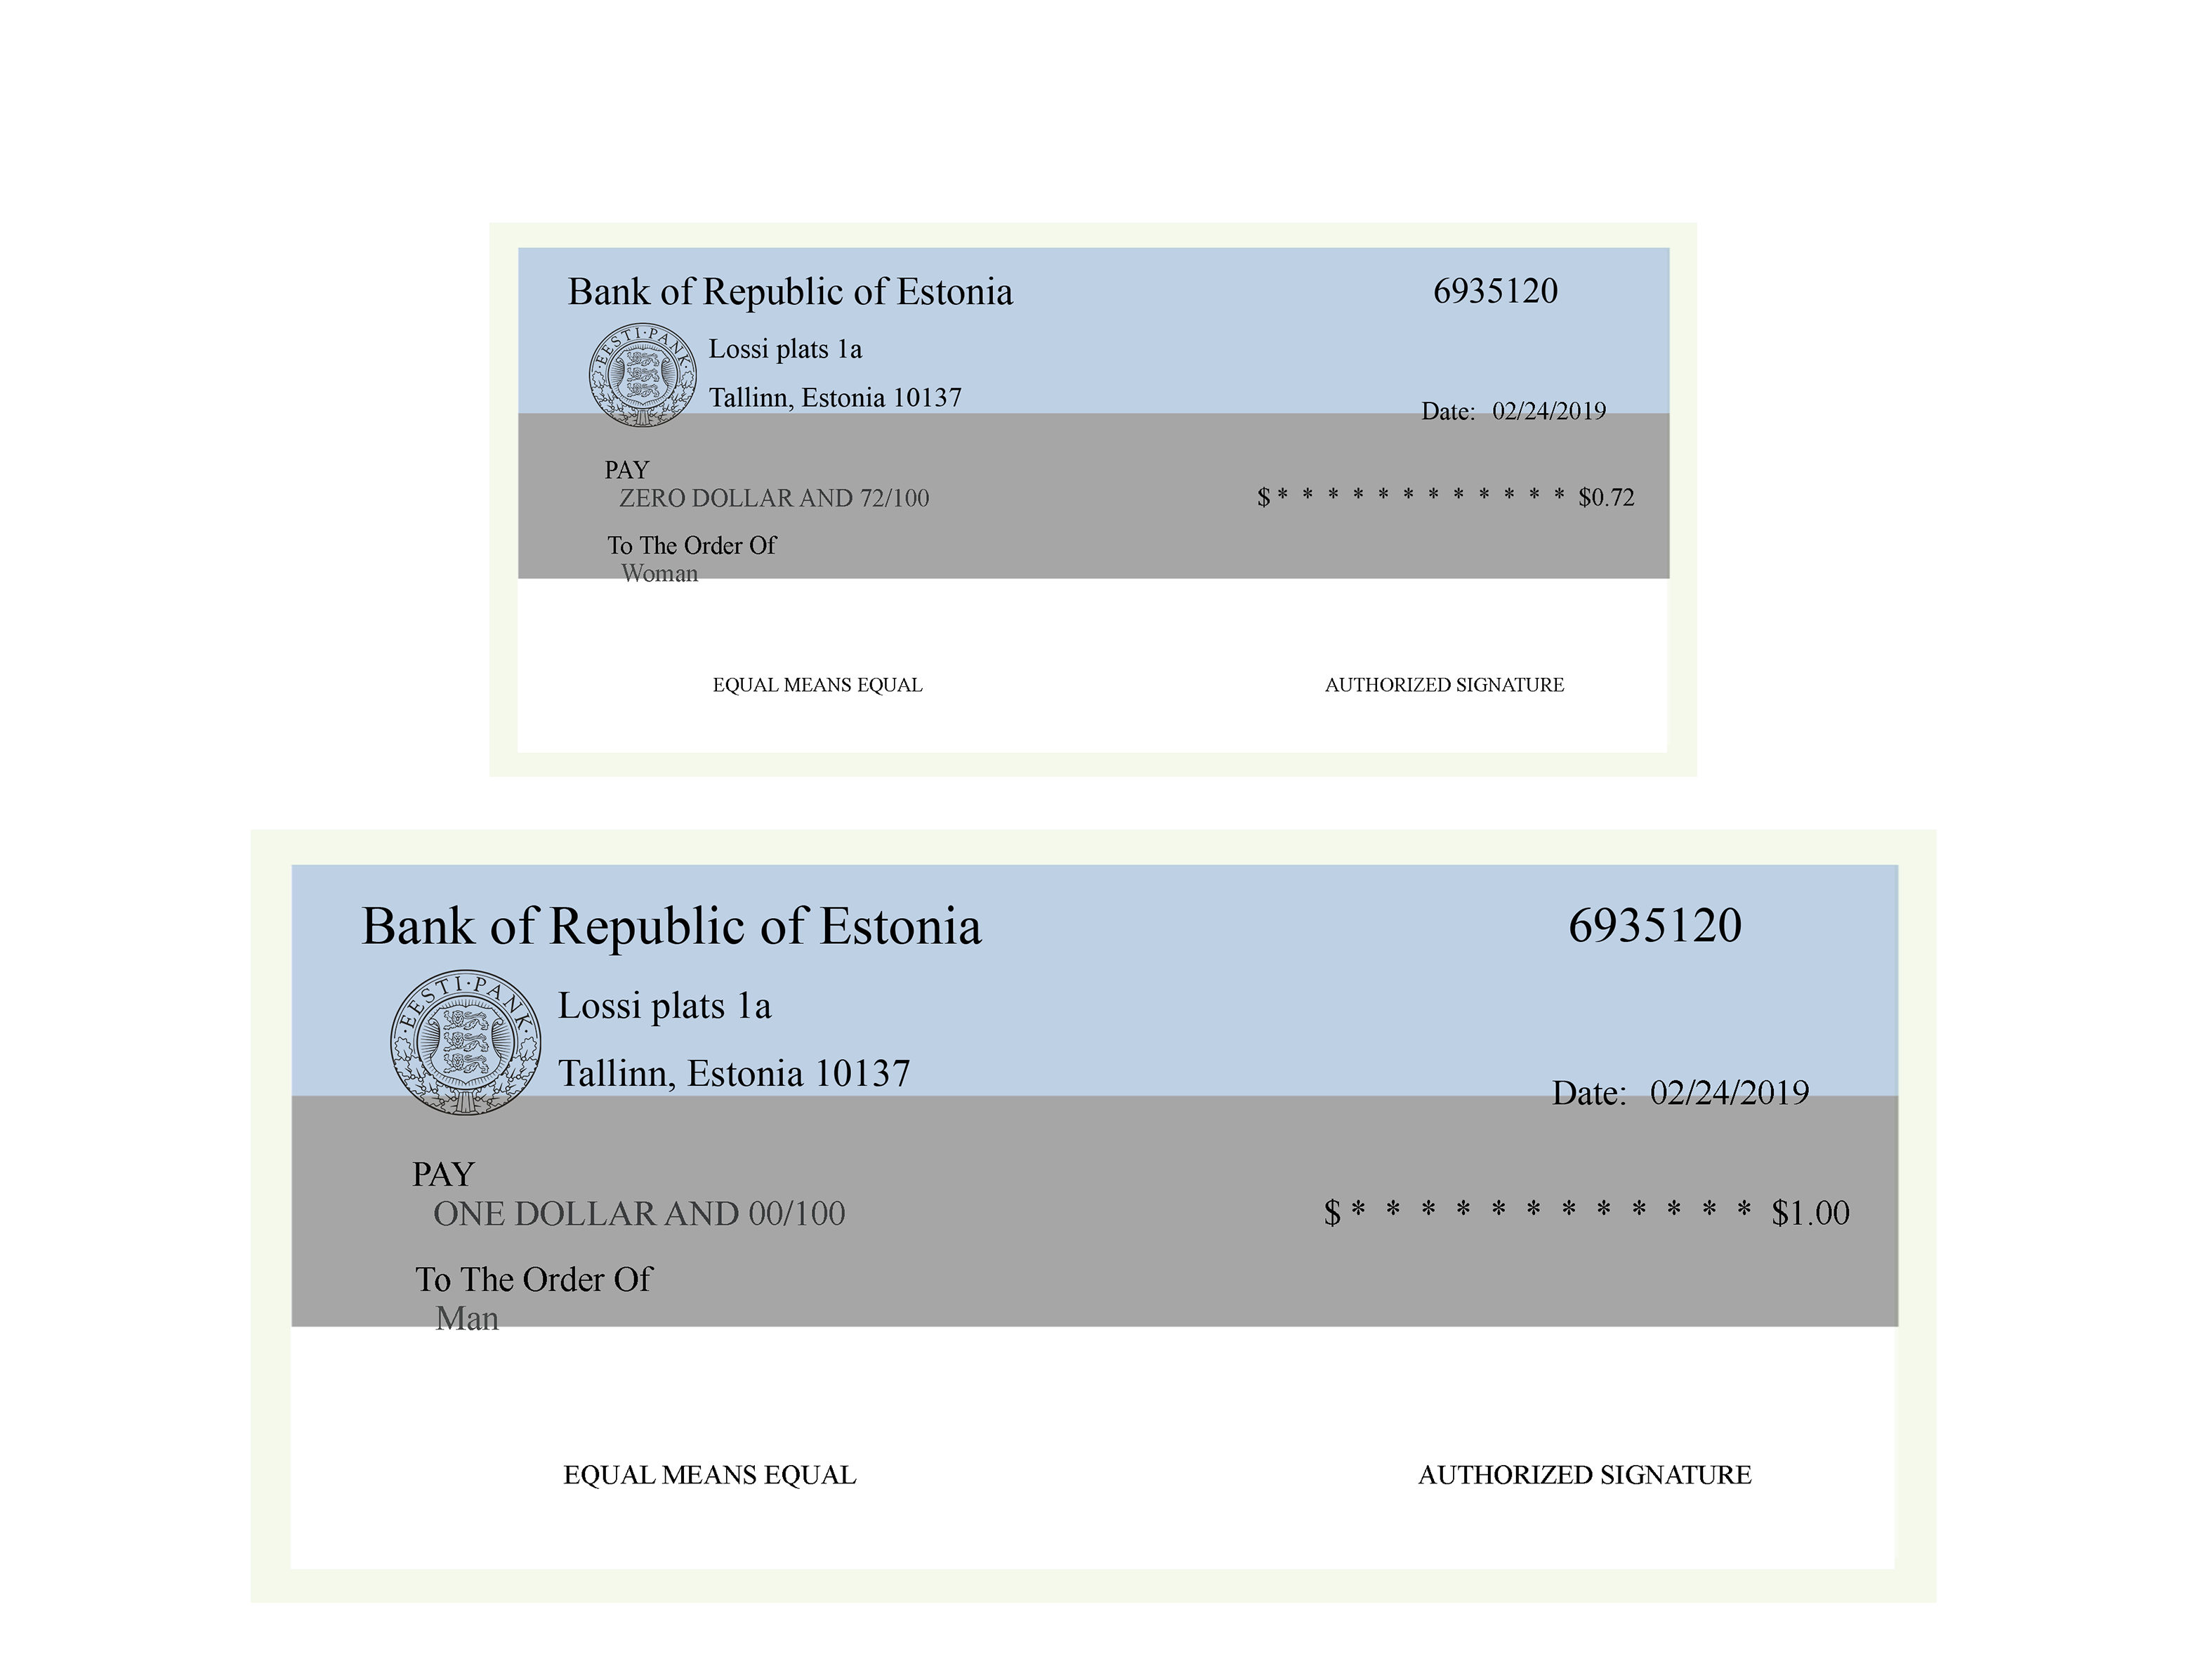 Bank of Republic of Estonia 6935120
EESTI·PANK
Lossi plats 1a
Tallinn, Estonia 10137
Date: 02/24/2019
PAY
ZERO DOLLAR AND 72/100 $ * * * * * * * * * * * * $0.72
To The Order Of
Woman
EQUAL MEANS EQUAL AUTHORIZED SIGNATURE
Bank of Republic of Estonia 6935120
·EESTI·PANK·
Lossi plats 1a
Tallinn, Estonia 10137
Date: 02/24/2019
PAY
ONE DOLLAR AND 00/100 $ * * * * * * * * * * * * $1.00
To The Order Of
Man
EQUAL MEANS EQUAL AUTHORIZED SIGNATURE